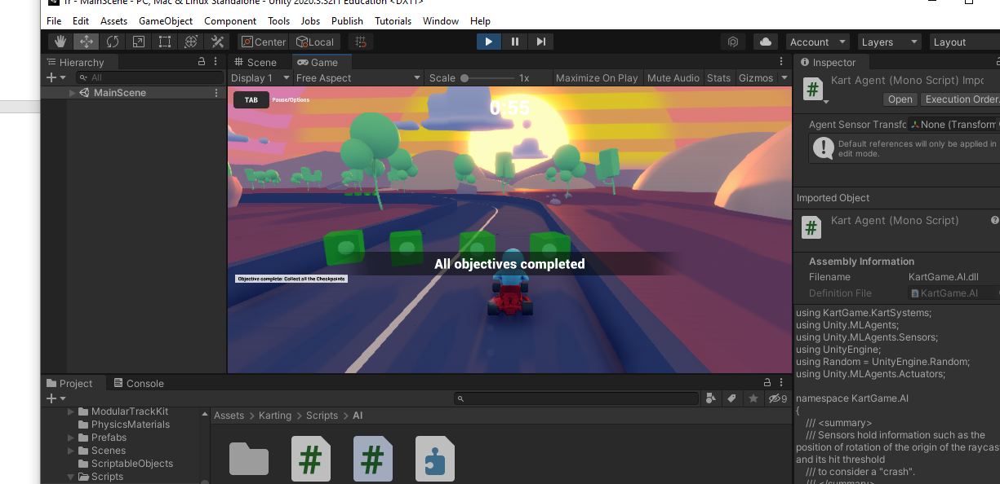 MainScene - PC, Mac & Linux Standalone - Unity 2020.3.32f1 Education <DX11>
File Edit Assets GameObject Component Tools Jobs Publish Tutorials Window Help
Center Local Account Layers Layout
Hierarchy Scene Game Inspector
All Display 1 Free Aspect Scale 1x Maximize On Play Mute Audio Stats Gizmos
Kart Agent (Mono Script) Impo
Open Execution Order.
MainScene
TAB Pause/Options
0:55
Agent Sensor Transfo None (Transform
Default references will only be applied in
edit mode.
Imported Object
Kart Agent (Mono Script)
All objectives completed
Objective complete: Collect all the Checkpoints
Assembly Information
Filename KartGame.AI.dll
Definition File KartGame.AI
using KartGame.KartSystems;
using Unity.MLAgents;
using Unity.MLAgents.Sensors;
using UnityEngine;
using Random = UnityEngine.Random;
using Unity.MLAgents.Actuators;
namespace KartGame.AI
{
/// <summary>
/// Sensors hold information such as the
position of rotation of the origin of the raycas
and its hit threshold
/// to consider a "crash".
/// </summary>
Project Console
9
ModularTrackKit
PhysicsMaterials
Prefabs
Scenes
ScriptableObjects
Scripts
Assets > Karting > Scripts > AI